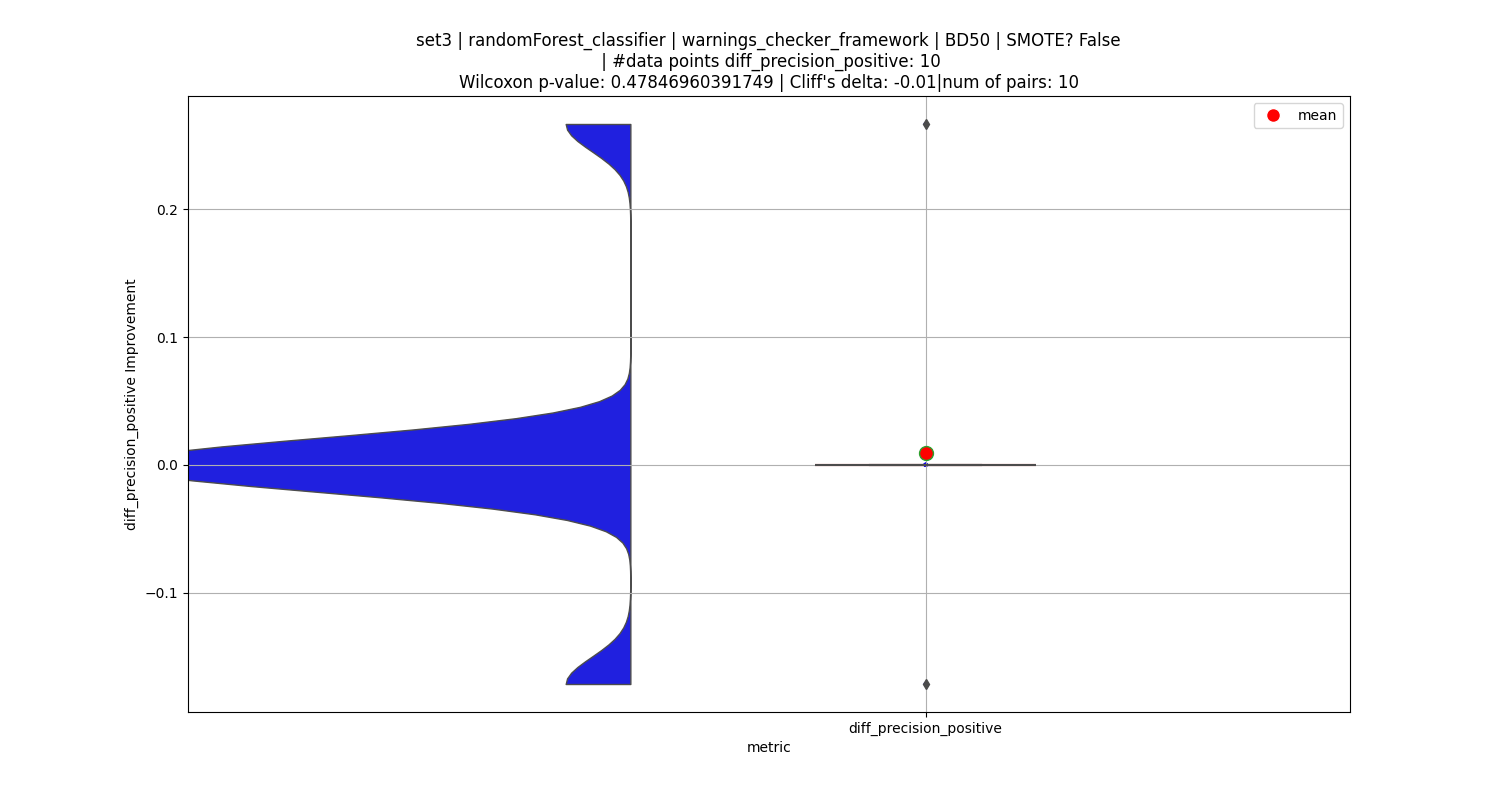 set3 | randomForest_classifier | warnings_checker_framework | BD50 | SMOTE? False
| #data points diff_precision_positive: 10
Wilcoxon p-value: 0.47846960391749 | Cliff's delta: -0.01|num of pairs: 10
mean
diff_precision_positive Improvement
0.2
0.1
0.0
−0.1
diff_precision_positive
metric